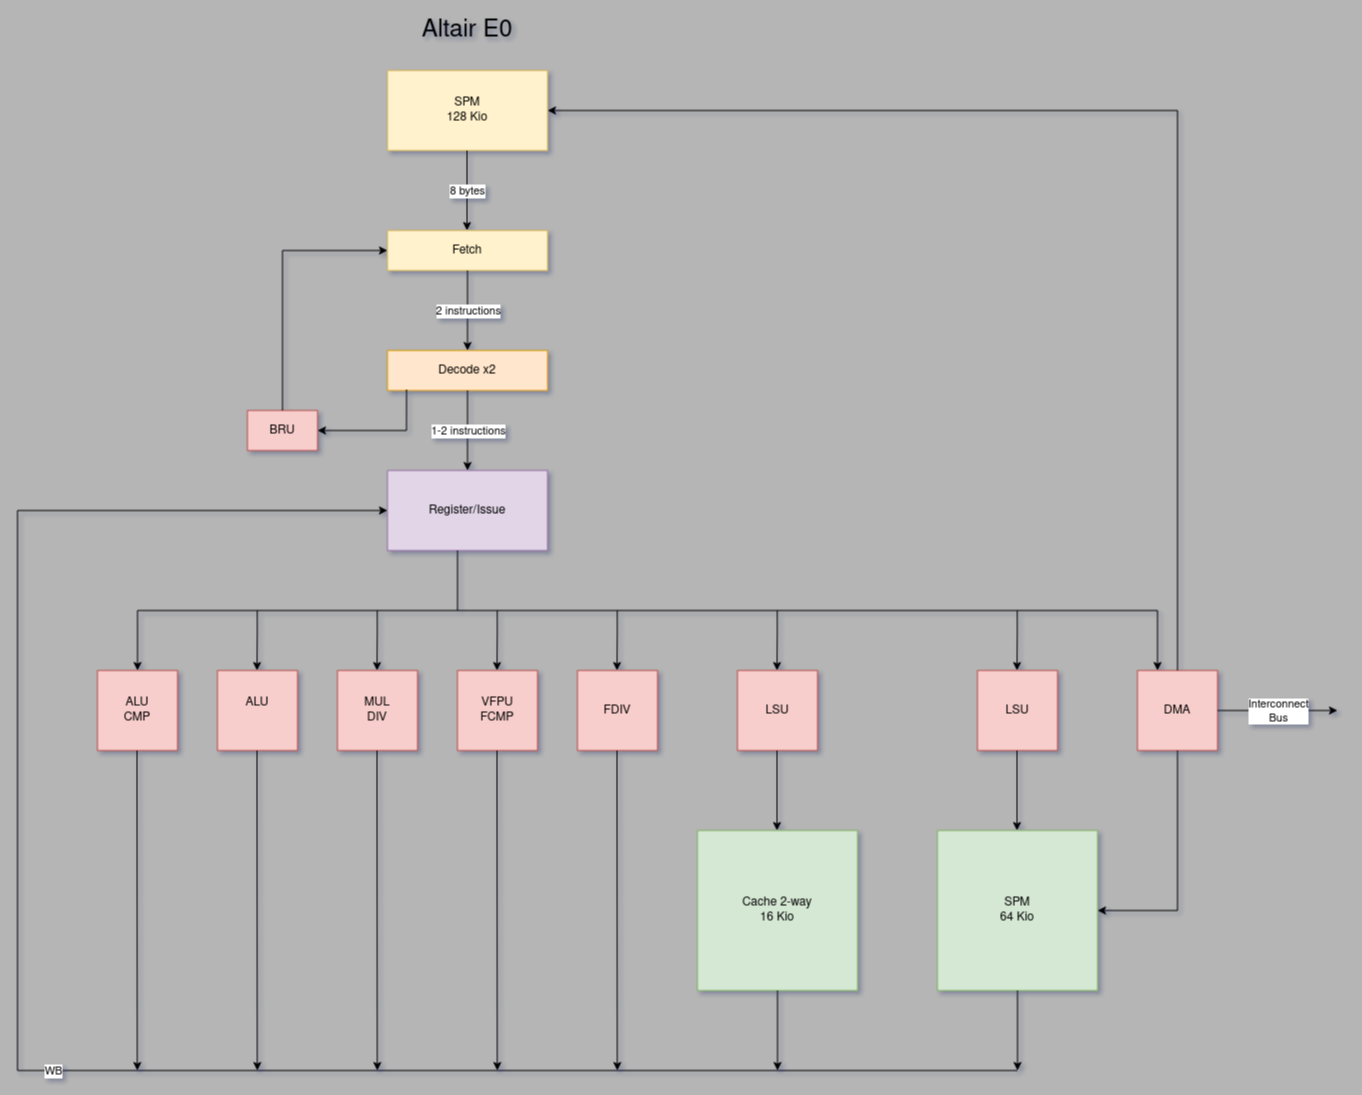 Altair E0
SPM
128 Kio
8 bytes
Fetch
2 instructions
Decode x2
BRU
1-2 instructions
Register/Issue
ALU
CMP
ALU
MUL
DIV
VFPU
FCMP
FDIV
LSU
LSU
DMA
Interconnect
Bus
Cache 2-way
16 Kio
SPM
64 Kio
WB